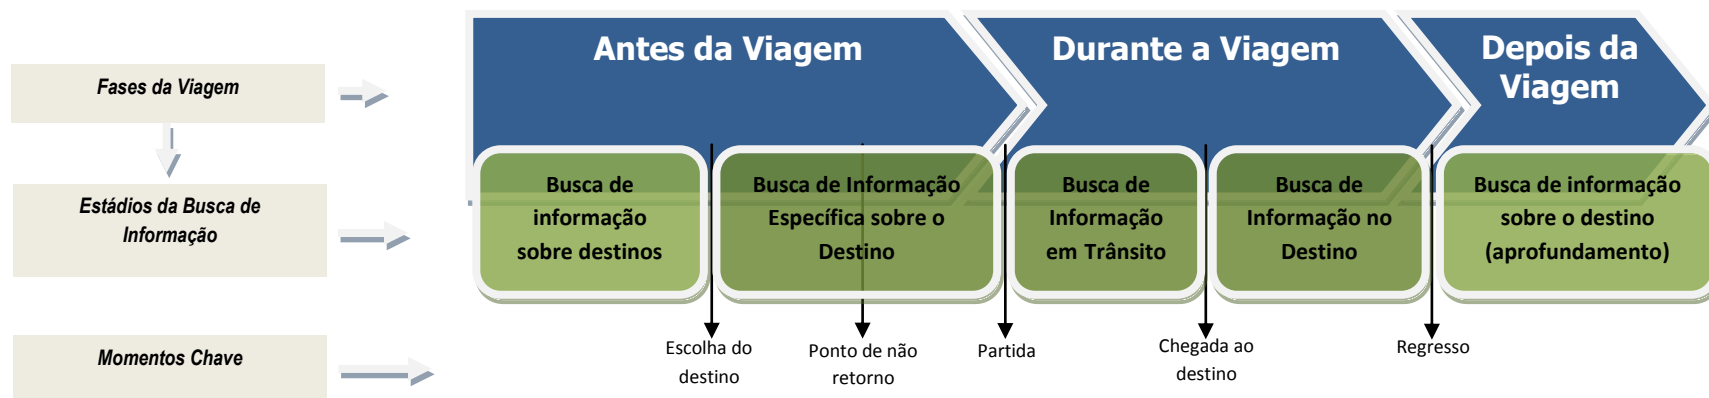 Fases da Viagem
Antes da Viagem
Durante a Viagem
Depois da
Viagem
Estádios da Busca de
Informação
Busca de
informação
sobre destinos
Busca de Informação
Específica sobre o
Destino
Busca de
Informação
em Trânsito
Busca de
Informação no
Destino
Busca de informação
sobre o destino
(aprofundamento)
Momentos Chave
Escolha do
destino
Ponto de não
retorno
Partida
Chegada ao
destino
Regresso